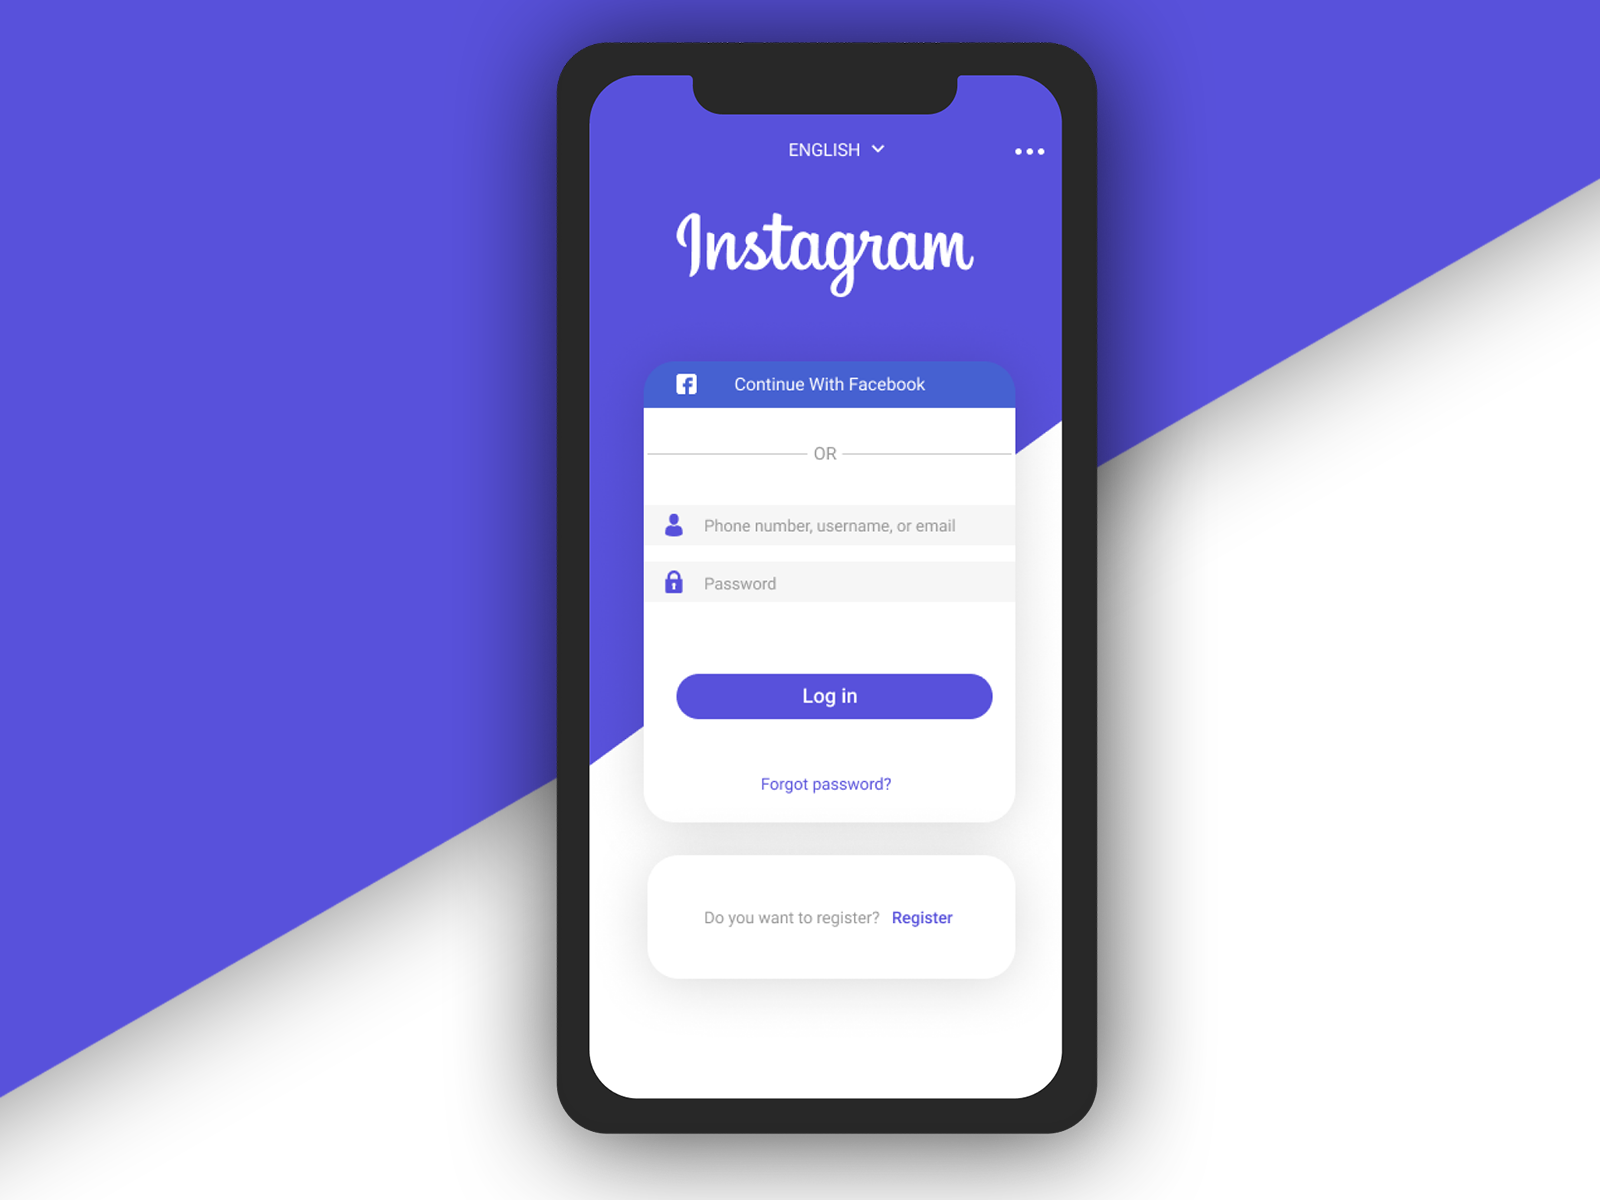 ENGLISH
Instagram
Continue With Facebook
OR
Phone number, username, or email
Password
Log in
Forgot password?
Do you want to register? Register